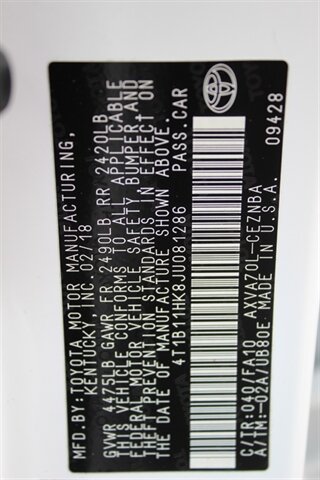 MFD. BY: TOYOTA MOTOR MANUFACTURING,
KENTUCKY, INC. 02/18
GVWR 4475LB GAWR FR 2490LB RR 2420LB
THIS VEHICLE CONFORMS TO ALL APPLICABLE
FEDERAL MOTOR VEHICLE SAFETY, BUMPER, AND
THEFT PREVENTION STANDARDS IN EFFECT ON
THE DATE OF MANUFACTURE SHOWN ABOVE.
4T1B11HK8JU081286 PASS.CAR
C/TR:040/FA10 AXVA70L-CEZNBA
A/TM:-02A/UB80E MADE IN U.S.A.
09428